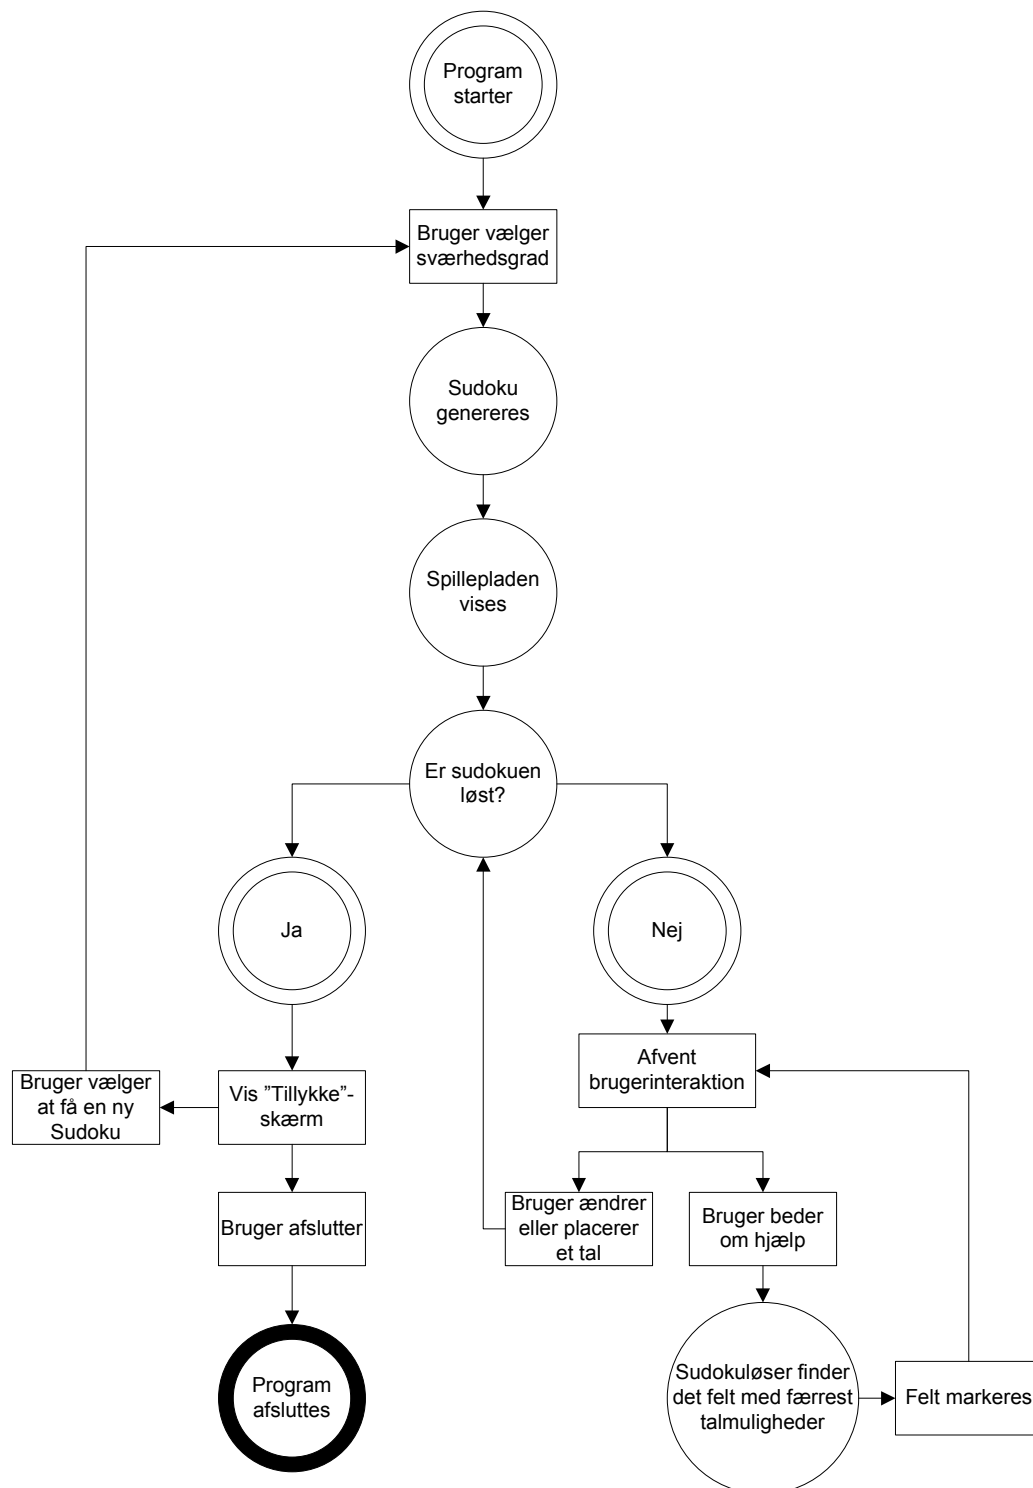 Program
starter
Bruger vælger
sværhedsgrad
Sudoku
genereres
Spillepladen
vises
Er sudokuen
løst?
Ja
Nej
Afvent
brugerinteraktion
Bruger vælger
at få en ny
Sudoku
Vis ”Tillykke”-
skærm
Bruger ændrer
eller placerer
et tal
Bruger beder
om hjælp
Bruger afslutter
Program
afsluttes
Sudokuløser finder
det felt med færrest
talmuligheder
Felt markeres